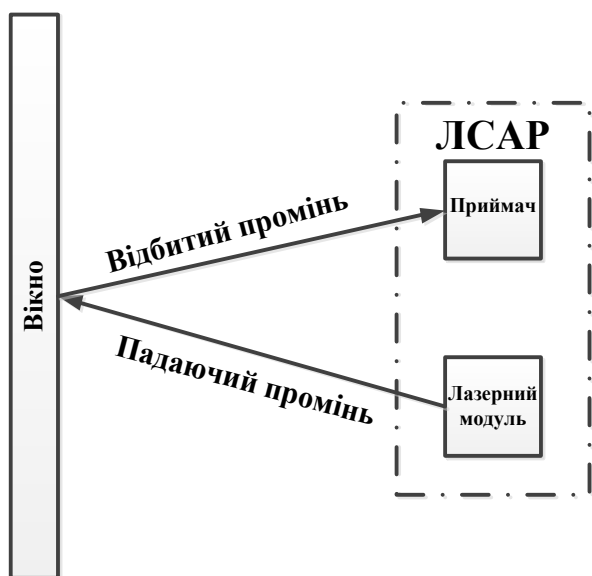 ЛСАР
Приймач
Відбитий промінь
Вікно
Падаючий промінь
Лазерний
модуль